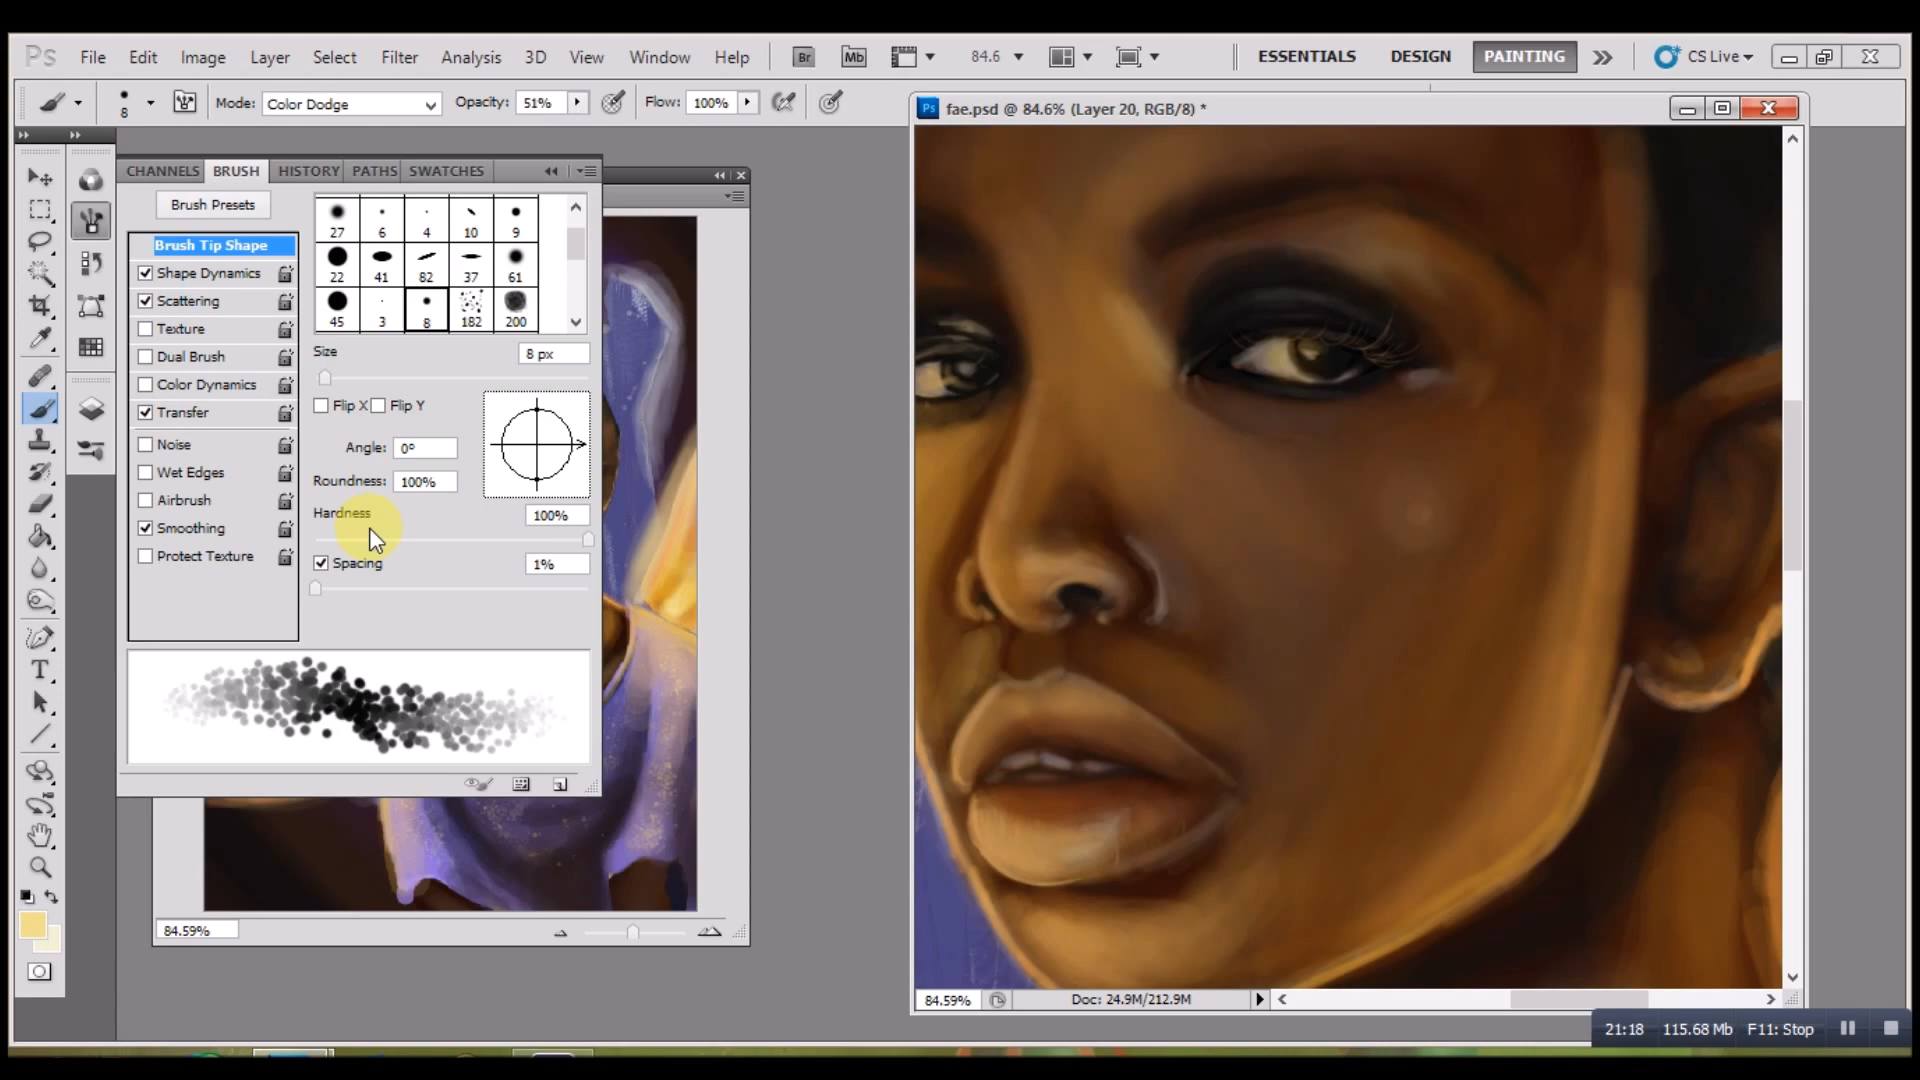 Ps File Edit Image Layer Select Filter Analysis 3D View Window Help Br Mb 84.6 ESSENTIALS DESIGN PAINTING CS Live
8 Mode: Color Dodge Opacity: 51% Flow: 100%
Ps fae.psd @ 84.6% (Layer 20, RGB/8) *
CHANNELS BRUSH HISTORY PATHS SWATCHES
Brush Presets
27 6 4 10 9
22 41 82 37 61
45 3 8 182 200
Brush Tip Shape
Shape Dynamics
Scattering
Texture
Dual Brush
Color Dynamics
Transfer
Noise
Wet Edges
Airbrush
Smoothing
Protect Texture
Size 8 px
Flip X Flip Y
Angle: 0°
Roundness: 100%
Hardness 100%
Spacing 1%
T
84.59%
84.59% Doc: 24.9M/212.9M
21:18 115.68 Mb F11: Stop